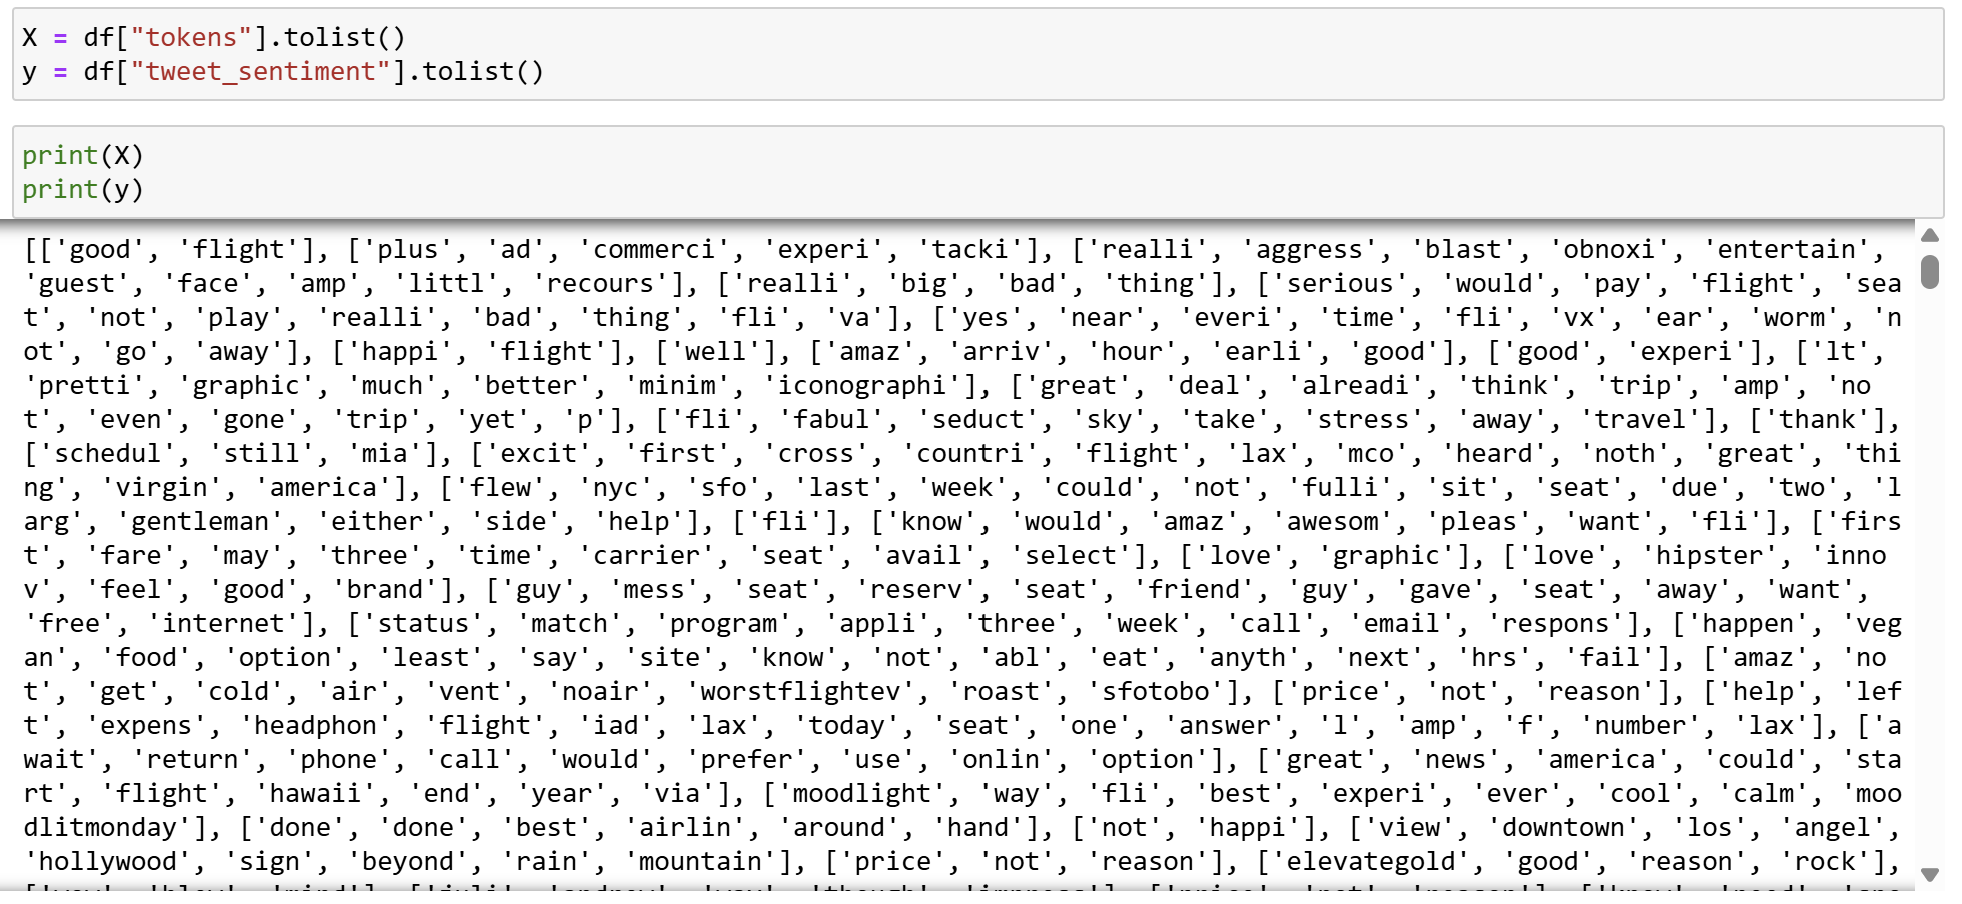 X = df["tokens"].tolist()
y = df["tweet_sentiment"].tolist()
print(X)
print(y)
[['good', 'flight'], ['plus', 'ad', 'commerci', 'experi', 'tacki'], ['realli', 'aggress', 'blast', 'obnoxi', 'entertain',
'guest', 'face', 'amp', 'littl', 'recours'], ['realli', 'big', 'bad', 'thing'], ['serious', 'would', 'pay', 'flight', 'sea
t', 'not', 'play', 'realli', 'bad', 'thing', 'fli', 'va'], ['yes', 'near', 'everi', 'time', 'fli', 'vx', 'ear', 'worm', 'n
ot', 'go', 'away'], ['happi', 'flight'], ['well'], ['amaz', 'arriv', 'hour', 'earli', 'good'], ['good', 'experi'], ['lt',
'pretti', 'graphic', 'much', 'better', 'minim', 'iconographi'], ['great', 'deal', 'alreadi', 'think', 'trip', 'amp', 'no
t', 'even', 'gone', 'trip', 'yet', 'p'], ['fli', 'fabul', 'seduct', 'sky', 'take', 'stress', 'away', 'travel'], ['thank'],
['schedul', 'still', 'mia'], ['excit', 'first', 'cross', 'countri', 'flight', 'lax', 'mco', 'heard', 'noth', 'great', 'thi
ng', 'virgin', 'america'], ['flew', 'nyc', 'sfo', 'last', 'week', 'could', 'not', 'fulli', 'sit', 'seat', 'due', 'two', 'l
arg', 'gentleman', 'either', 'side', 'help'], ['fli'], ['know', 'would', 'amaz', 'awesom', 'pleas', 'want', 'fli'], ['firs
t', 'fare', 'may', 'three', 'time', 'carrier', 'seat', 'avail', 'select'], ['love', 'graphic'], ['love', 'hipster', 'inno
v', 'feel', 'good', 'brand'], ['guy', 'mess', 'seat', 'reserv', 'seat', 'friend', 'guy', 'gave', 'seat', 'away', 'want',
'free', 'internet'], ['status', 'match', 'program', 'appli', 'three', 'week', 'call', 'email', 'respons'], ['happen', 'veg
an', 'food', 'option', 'least', 'say', 'site', 'know', 'not', 'abl', 'eat', 'anyth', 'next', 'hrs', 'fail'], ['amaz', 'no
t', 'get', 'cold', 'air', 'vent', 'noair', 'worstflightev', 'roast', 'sfotobo'], ['price', 'not', 'reason'], ['help', 'lef
t', 'expens', 'headphon', 'flight', 'iad', 'lax', 'today', 'seat', 'one', 'answer', 'l', 'amp', 'f', 'number', 'lax'], ['a
wait', 'return', 'phone', 'call', 'would', 'prefer', 'use', 'onlin', 'option'], ['great', 'news', 'america', 'could', 'sta
rt', 'flight', 'hawaii', 'end', 'year', 'via'], ['moodlight', 'way', 'fli', 'best', 'experi', 'ever', 'cool', 'calm', 'moo
dlitmonday'], ['done', 'done', 'best', 'airlin', 'around', 'hand'], ['not', 'happi'], ['view', 'downtown', 'los', 'angel',
'hollywood', 'sign', 'beyond', 'rain', 'mountain'], ['price', 'not', 'reason'], ['elevategold', 'good', 'reason', 'rock'],